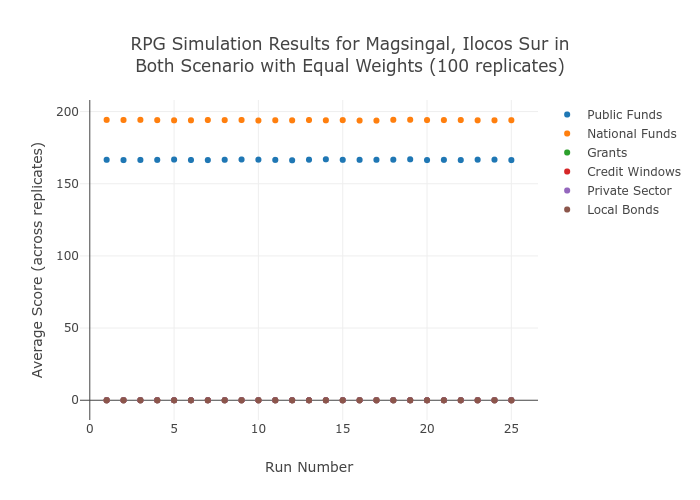 RPG Simulation Results for Magsingal, Ilocos Sur in
Both Scenario with Equal Weights (100 replicates)
Average Score (across replicates)
200
150
100
50
0
0
5
10
15
20
25
Run Number
Public Funds
National Funds
Grants
Credit Windows
Private Sector
Local Bonds